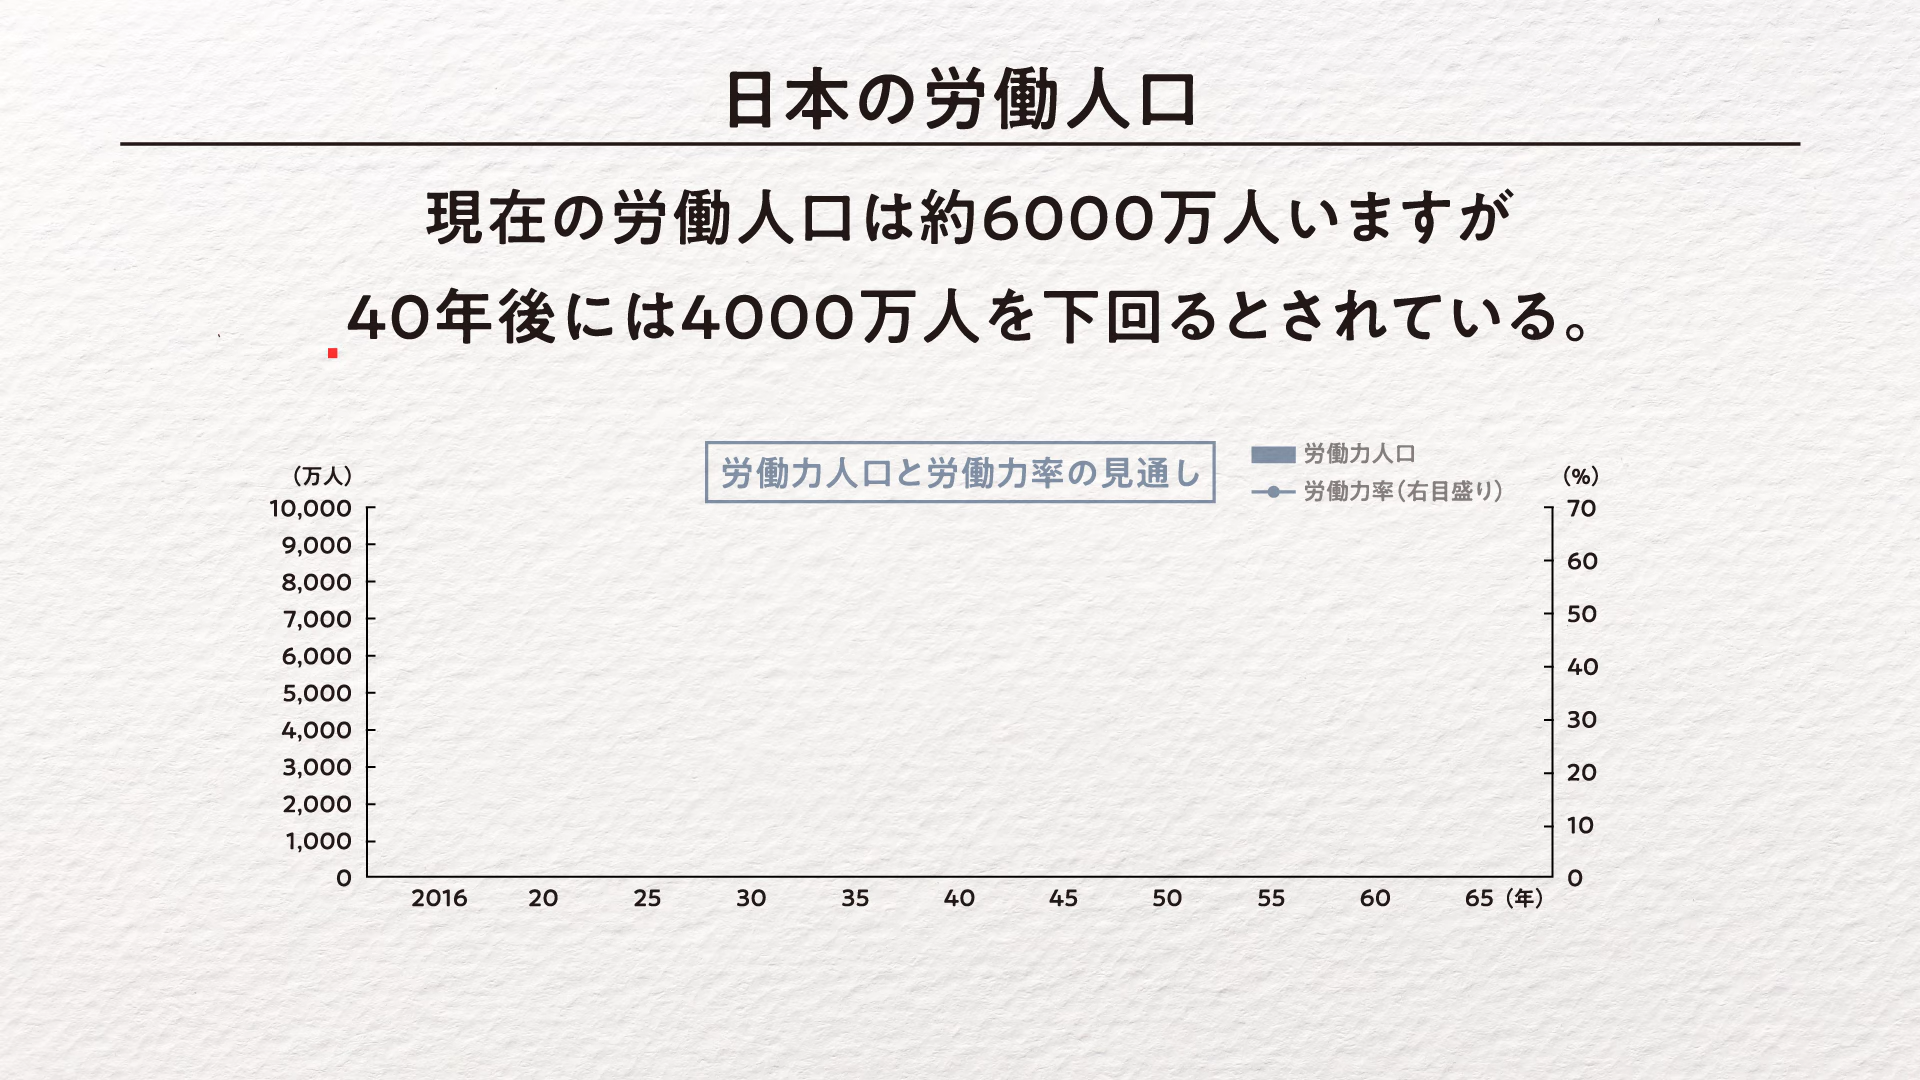 日本の労働人口
現在の労働人口は約6000万人いますが
40年後には4000万人を下回るとされている。
労働力人口と労働力率の見通し
労働力人口
労働力率(右目盛り)
(万人)
10,000
9,000
8,000
7,000
6,000
5,000
4,000
3,000
2,000
1,000
0
(%)
70
60
50
40
30
20
10
0
2016 20 25 30 35 40 45 50 55 60 65 (年)